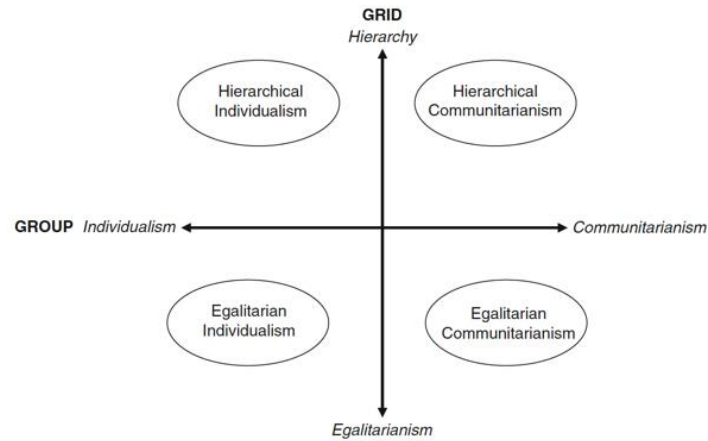 GRID
Hierarchy
Hierarchical
Individualism
Hierarchical
Communitarianism
GROUP Individualism
Communitarianism
Egalitarian
Individualism
Egalitarian
Communitarianism
Egalitarianism